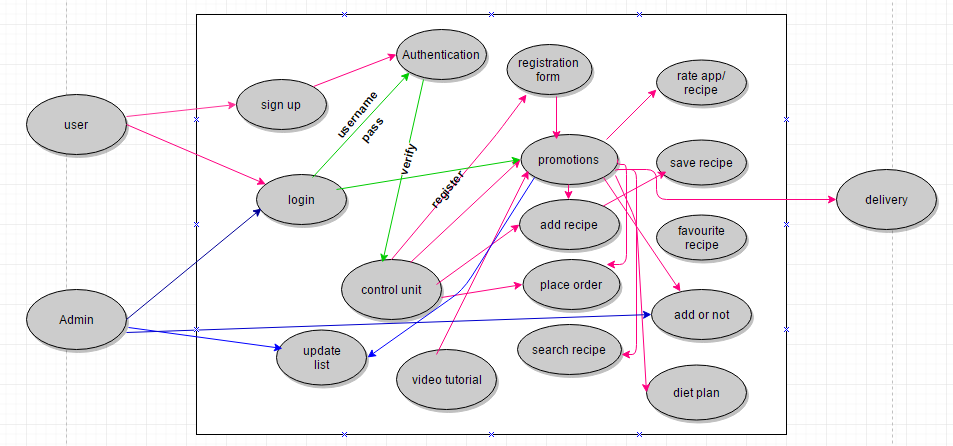 Authentication
registration
form
rate app/
recipe
sign up
user
username
pass
verify
promotions
save recipe
register
login
delivery
add recipe
favourite
recipe
control unit
place order
Admin
add or not
update
list
search recipe
video tutorial
diet plan